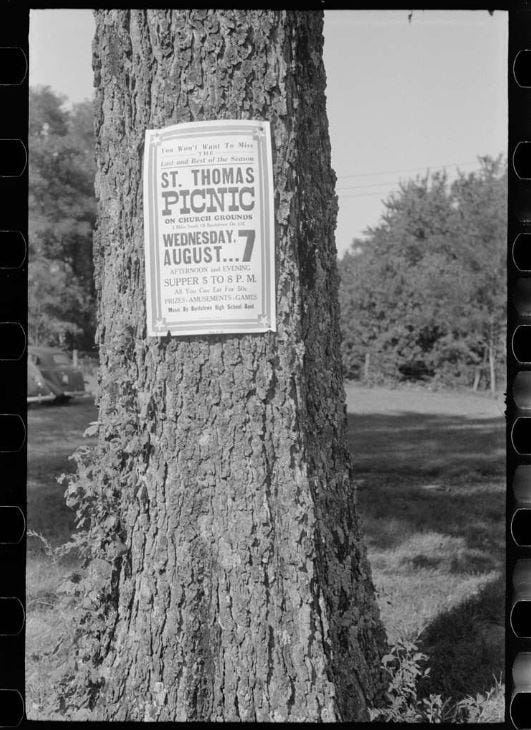 You Won't Want To Miss
THE
Last and Best of the Season
ST. THOMAS
PICNIC
ON CHURCH GROUNDS
WEDNESDAY,
AUGUST...7
AFTERNOON and EVENING
SUPPER 5 TO 8 P. M.
All You Can Eat For 50c
PRIZES - AMUSEMENTS - GAMES
Music By Bardstown High School Band